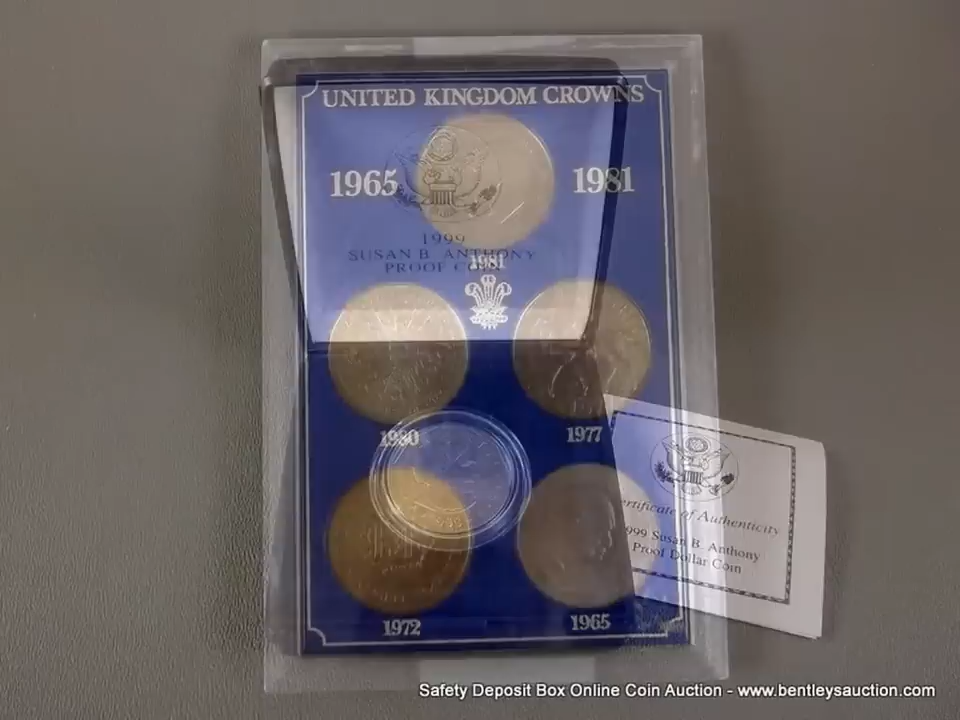 UNITED KINGDOM CROWNS
1965
1981
1999
SUSAN B. ANTHONY
PROOF COIN
1981
1980
1977
Certificate of Authenticity
1999 Susan B. Anthony
Proof Dollar Coin
1972
1965
Safety Deposit Box Online Coin Auction - www.bentleysauction.com